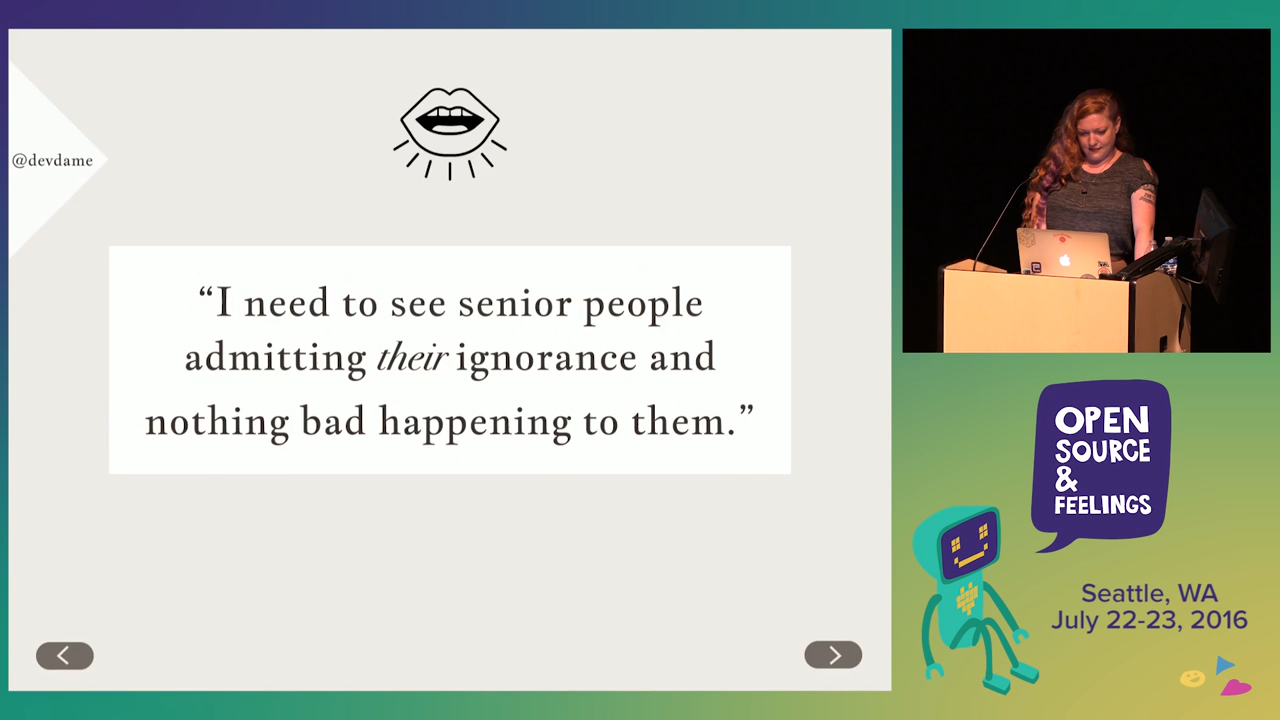 @devdame
“I need to see senior people
admitting their ignorance and
nothing bad happening to them.”
OPEN
SOURCE
&
FEELINGS
Seattle, WA
July 22-23, 2016